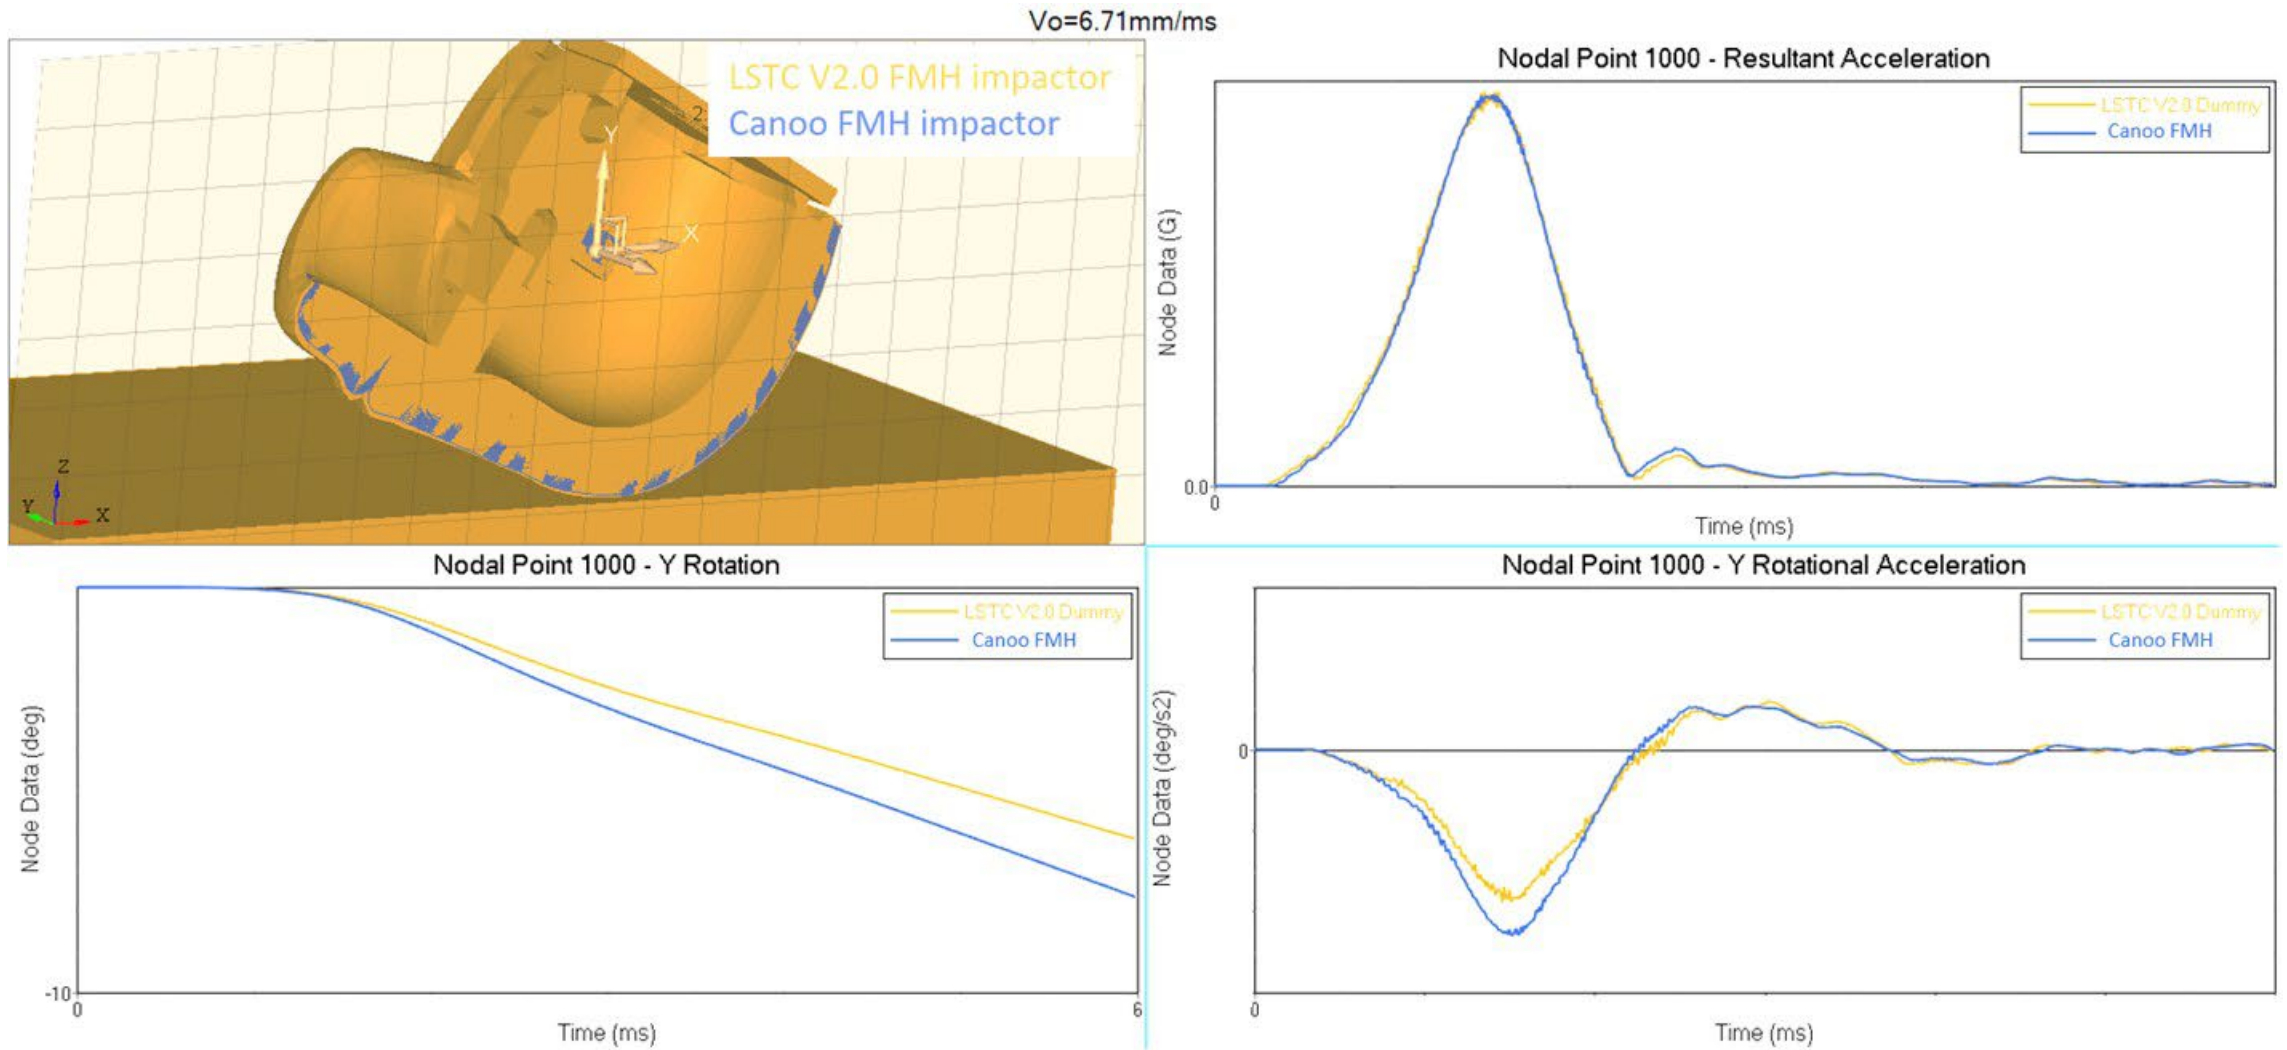 Vo=6.71mm/ms
LSTC V2.0 FMH impactor
Canoo FMH impactor
2
Y
X
Z
Y
X
Nodal Point 1000 - Resultant Acceleration
LSTC V2.0 Dummy
Canoo FMH
Node Data (G)
0.0
0
Time (ms)
Nodal Point 1000 - Y Rotation
LSTC V2.0 Dummy
Canoo FMH
Node Data (deg)
-10
0
6
Time (ms)
Nodal Point 1000 - Y Rotational Acceleration
LSTC V2.0 Dummy
Canoo FMH
Node Data (deg/s2)
0
0
Time (ms)